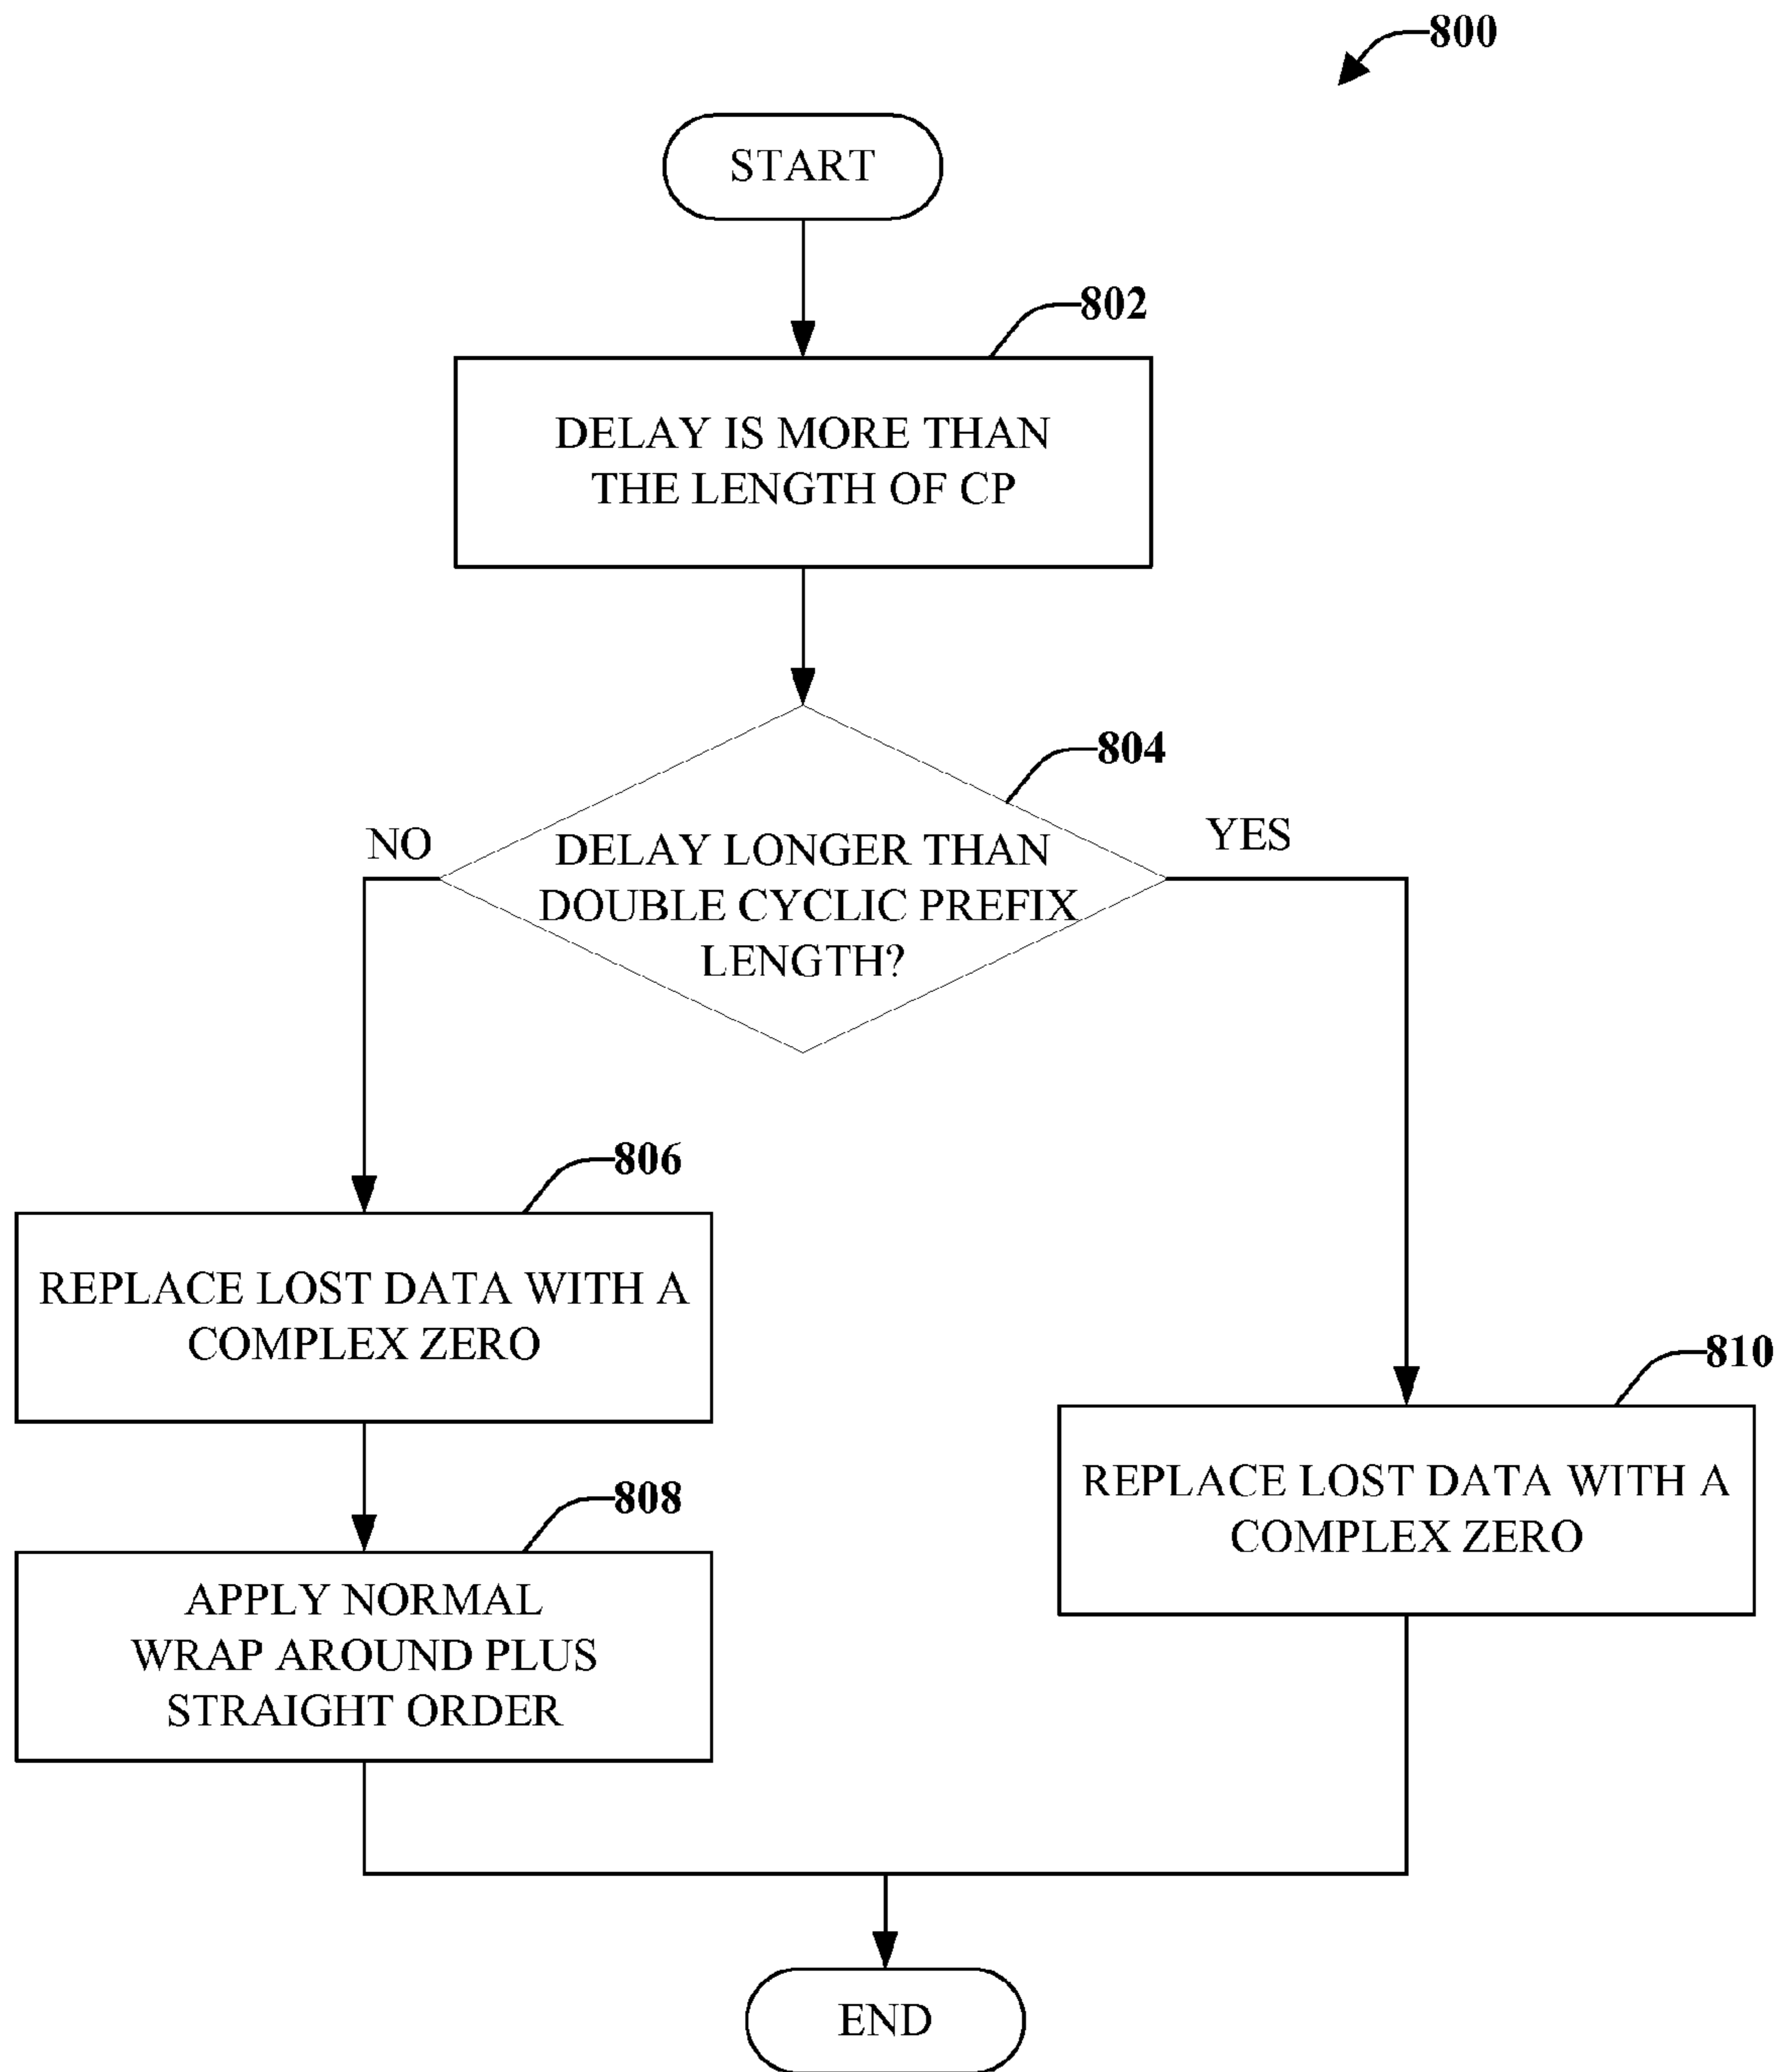 800
START
802
DELAY IS MORE THAN
THE LENGTH OF CP
804
NO
YES
DELAY LONGER THAN
DOUBLE CYCLIC PREFIX
LENGTH?
806
REPLACE LOST DATA WITH A
COMPLEX ZERO
810
REPLACE LOST DATA WITH A
COMPLEX ZERO
808
APPLY NORMAL
WRAP AROUND PLUS
STRAIGHT ORDER
END